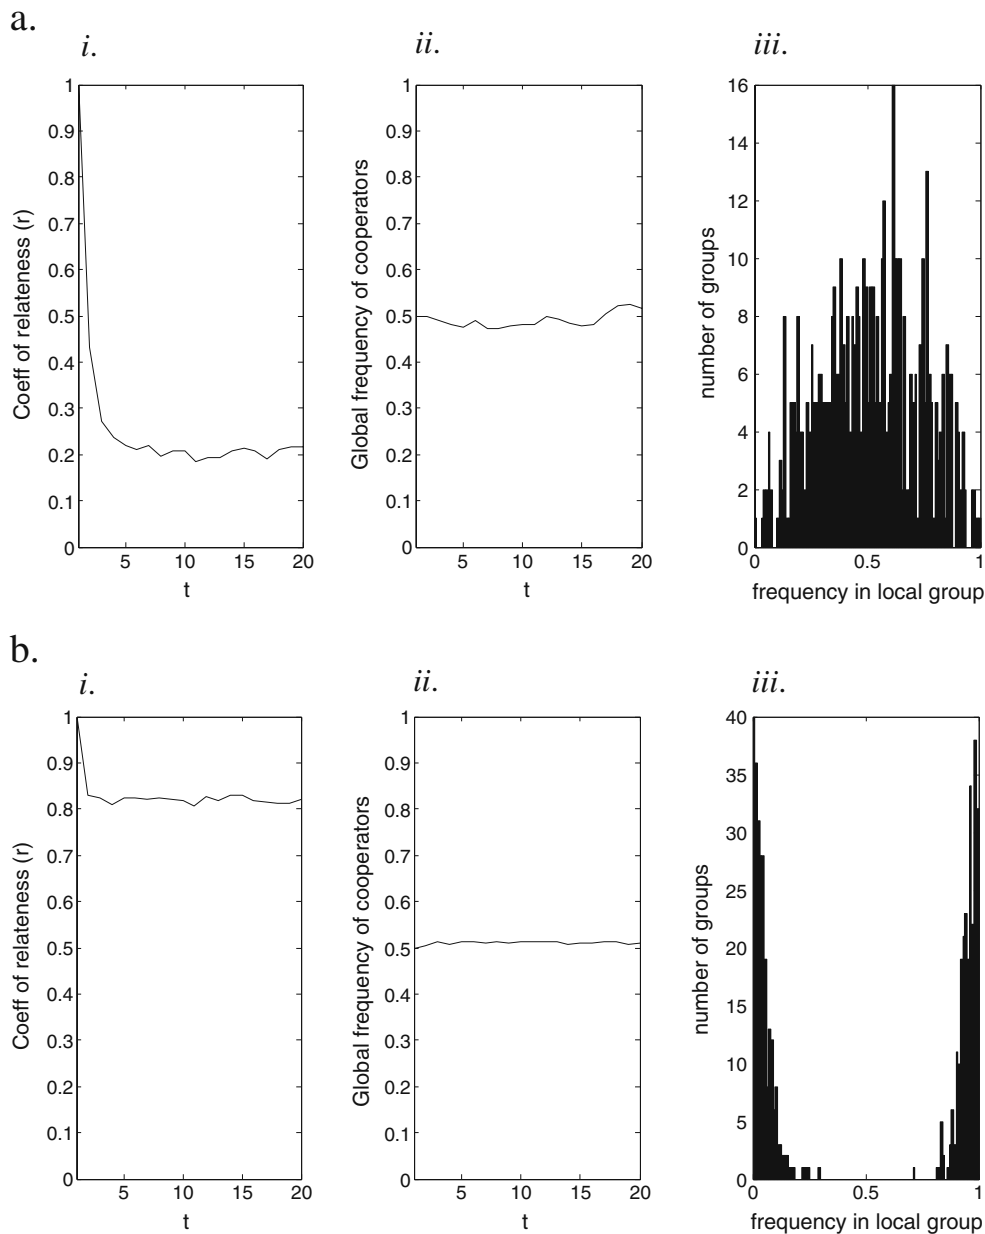 a.
i.
ii.
iii.
1
0.9
0.8
0.7
0.6
0.5
0.4
0.3
0.2
0.1
0
Coeff of relateness (r)
5 10 15 20
t
1
0.9
0.8
0.7
0.6
0.5
0.4
0.3
0.2
0.1
0
Global frequency of cooperators
5 10 15 20
t
16
14
12
10
8
6
4
2
0
number of groups
0 0.5 1
frequency in local group
b.
i.
ii.
iii.
1
0.9
0.8
0.7
0.6
0.5
0.4
0.3
0.2
0.1
0
Coeff of relateness (r)
5 10 15 20
t
1
0.9
0.8
0.7
0.6
0.5
0.4
0.3
0.2
0.1
0
Global frequency of cooperators
5 10 15 20
t
40
35
30
25
20
15
10
5
0
number of groups
0 0.5 1
frequency in local group